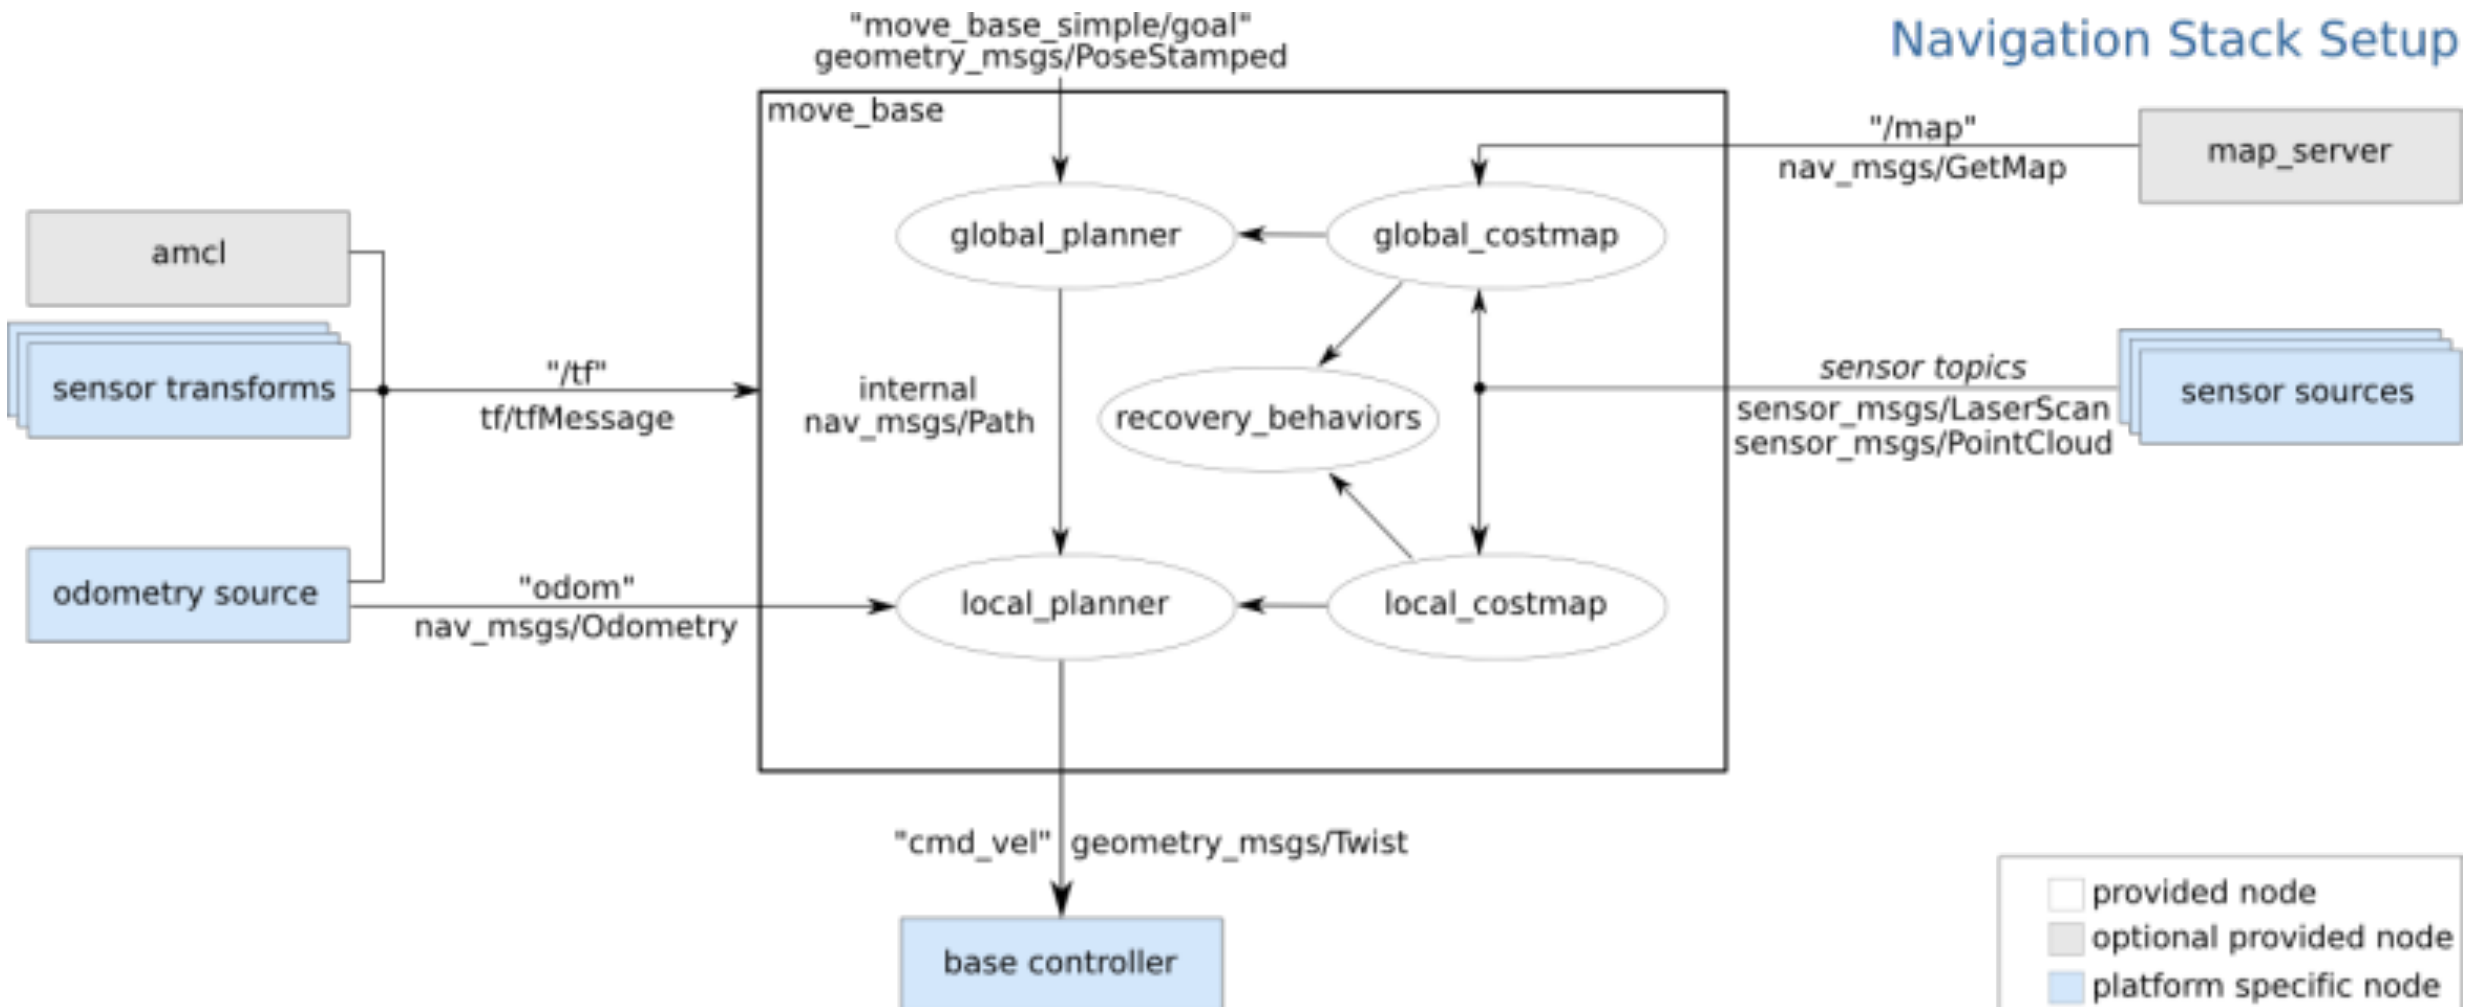 "move_base_simple/goal"
geometry_msgs/PoseStamped
Navigation Stack Setup
move_base
"/map"
nav_msgs/GetMap
map_server
amcl
global_planner
global_costmap
sensor transforms
"/tf"
tf/tfMessage
internal
nav_msgs/Path
recovery_behaviors
sensor topics
sensor_msgs/LaserScan
sensor_msgs/PointCloud
sensor sources
odometry source
"odom"
nav_msgs/Odometry
local_planner
local_costmap
"cmd_vel" geometry_msgs/Twist
base controller
provided node
optional provided node
platform specific node